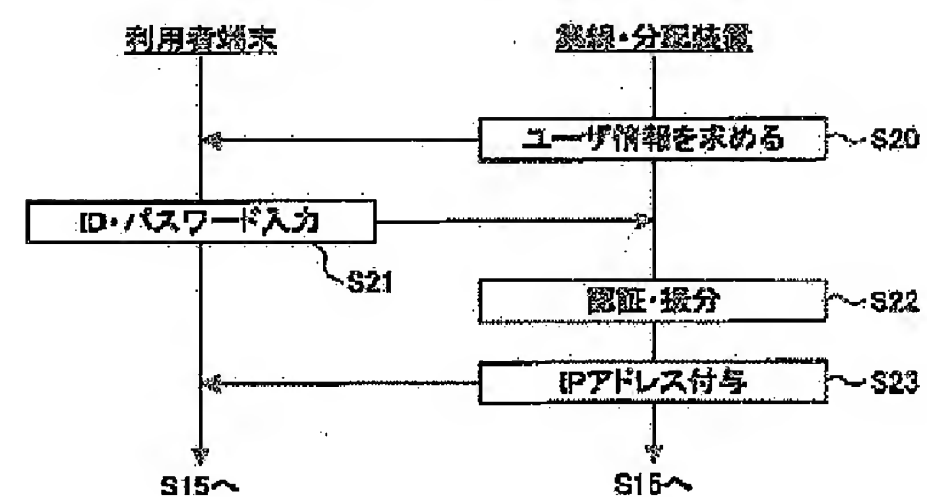 利用者端末
集線・分配装置
ユーザ情報を求める
S20
ID・パスワード入力
S21
認証・振分
S22
IPアドレス付与
S23
S15へ
S16へ